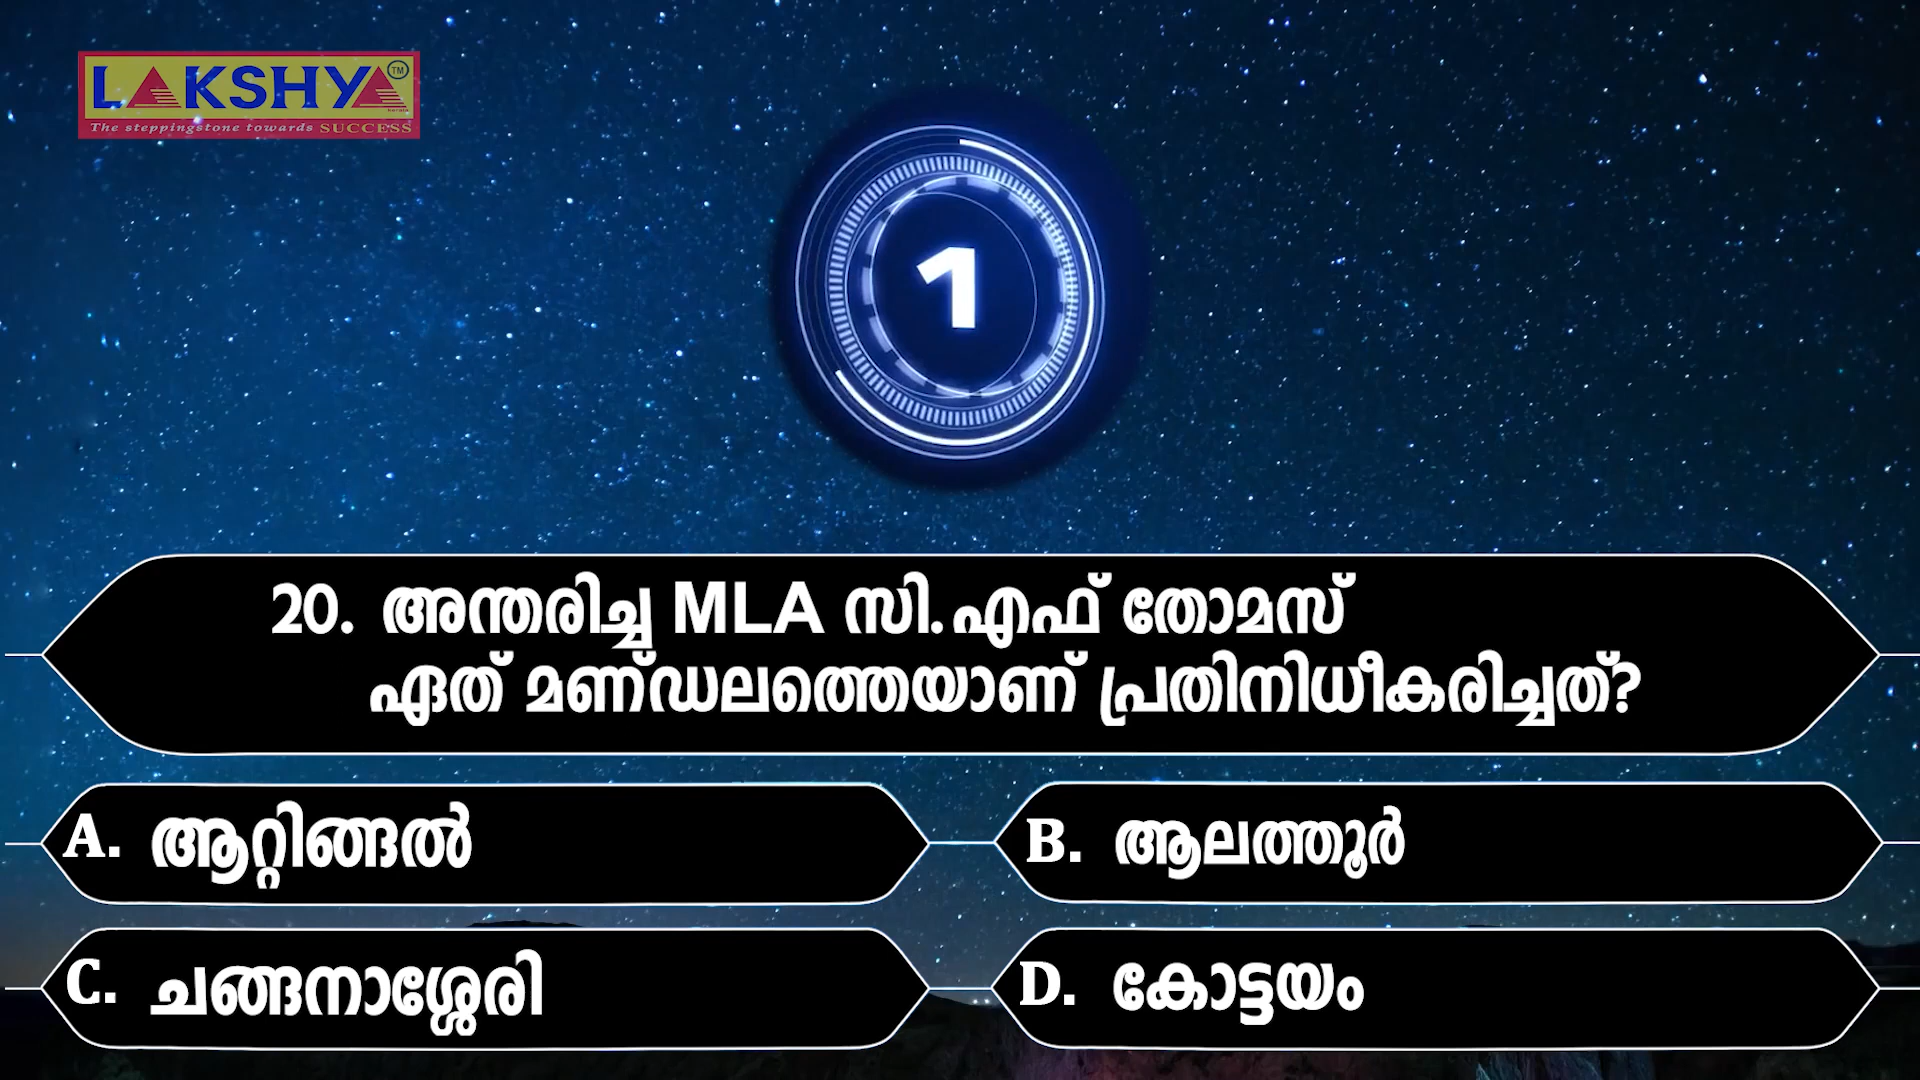 LAKSHYA TM
The steppingstone towards SUCCESS
1
20. അന്തരിച്ച MLA സി.എഫ് തോമസ്
ഏത് മണ്ഡലത്തെയാണ് പ്രതിനിധീകരിച്ചത്?
A. ആറ്റിങ്ങൽ
B. ആലത്തൂർ
C. ചങ്ങനാശ്ശേരി
D. കോട്ടയം